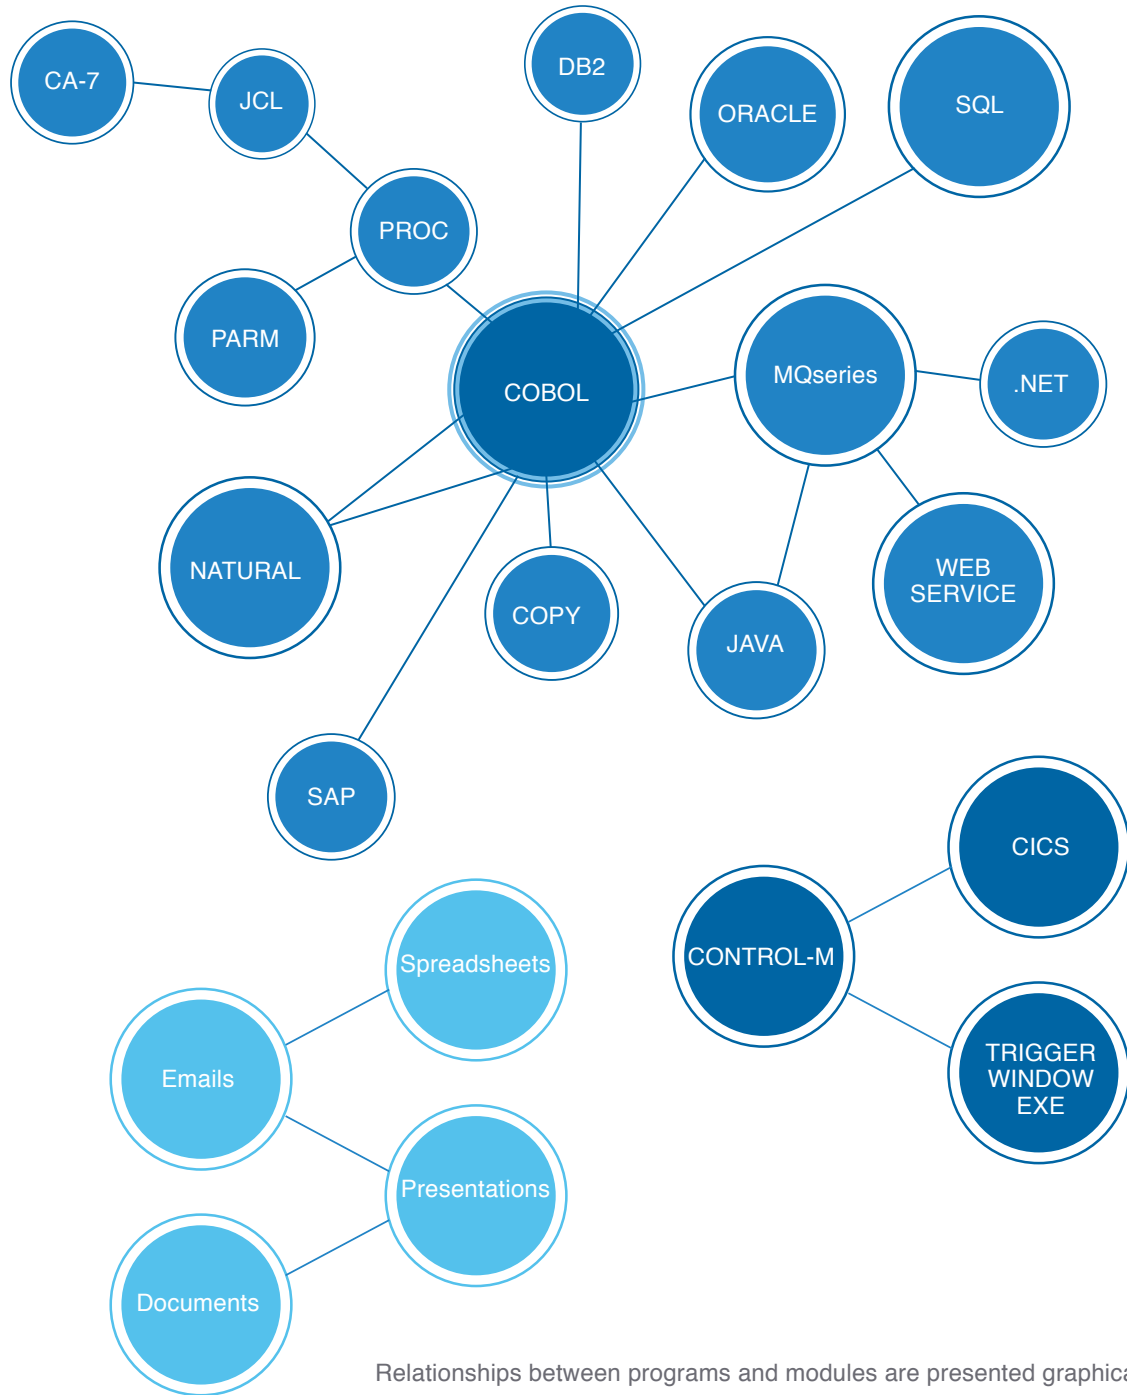 CA-7
JCL
DB2
ORACLE
SQL
PROC
PARM
COBOL
MQseries
.NET
NATURAL
COPY
JAVA
WEB
SERVICE
SAP
CICS
CONTROL-M
TRIGGER
WINDOW
EXE
Spreadsheets
Emails
Presentations
Documents
Relationships between programs and modules are presented graphica